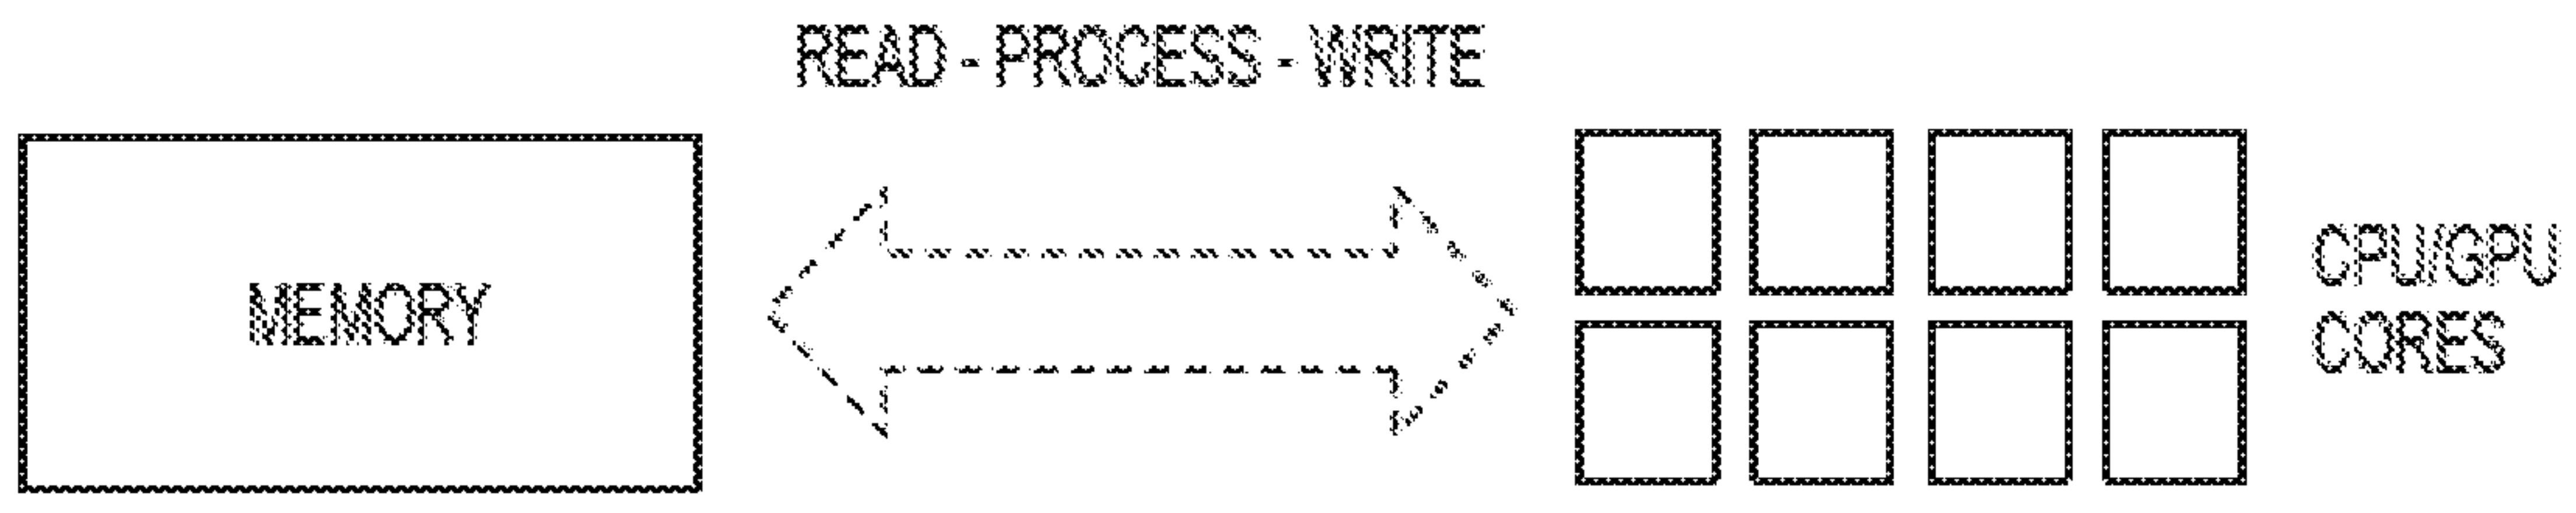 READ - PROCESS - WRITE
MEMORY
CPU/GPU
CORES